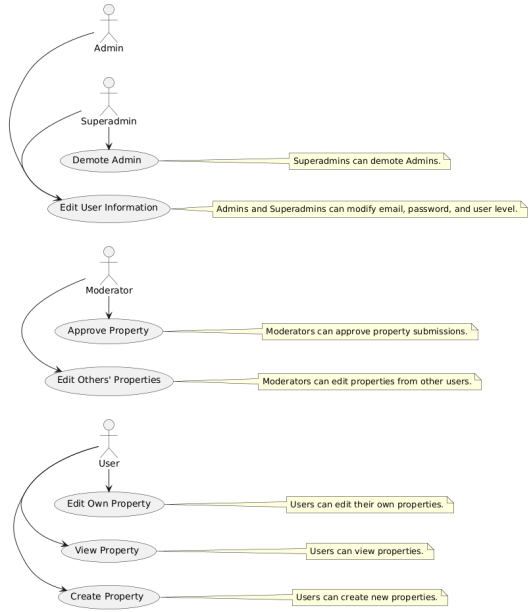 Admin
Superadmin
Demote Admin
Superadmins can demote Admins.
Edit User Information
Admins and Superadmins can modify email, password, and user level.
Moderator
Approve Property
Moderators can approve property submissions.
Edit Others' Properties
Moderators can edit properties from other users.
User
Edit Own Property
Users can edit their own properties.
View Property
Users can view properties.
Create Property
Users can create new properties.